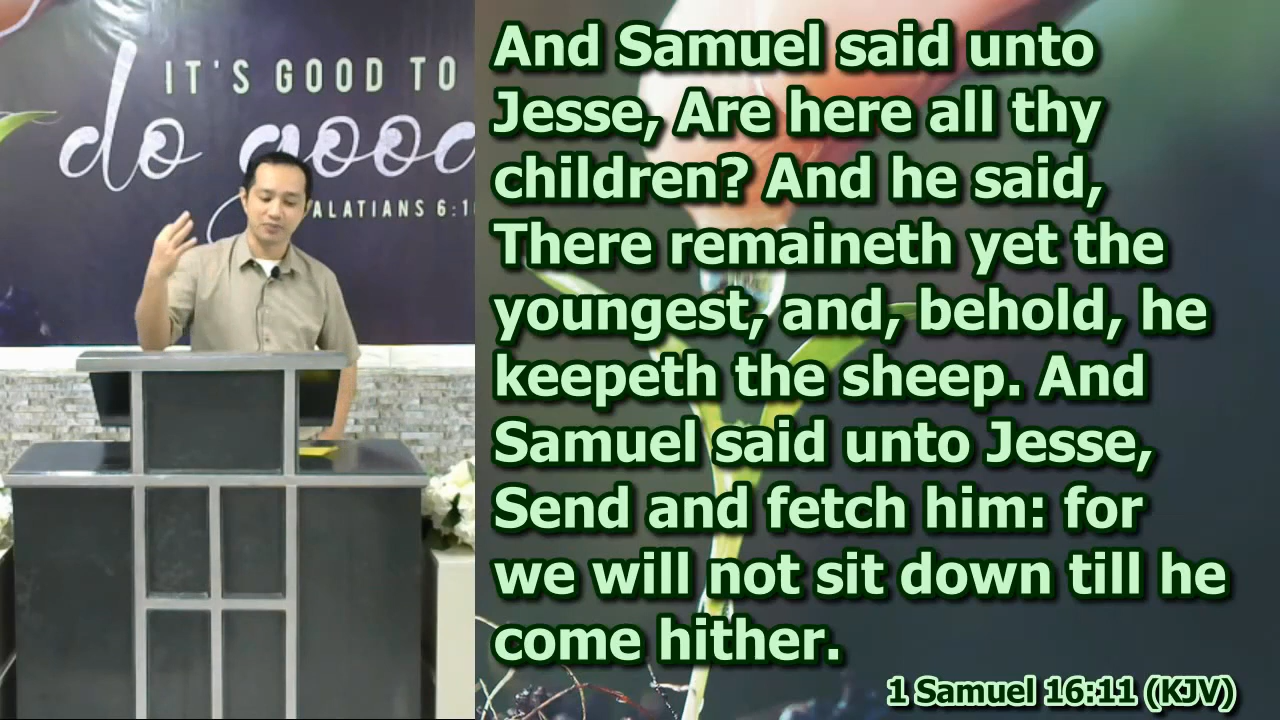 IT'S GOOD TO
do good
ALATIANS 6:1
And Samuel said unto
Jesse, Are here all thy
children? And he said,
There remaineth yet the
youngest, and, behold, he
keepeth the sheep. And
Samuel said unto Jesse,
Send and fetch him: for
we will not sit down till he
come hither.
1 Samuel 16:11 (KJV)